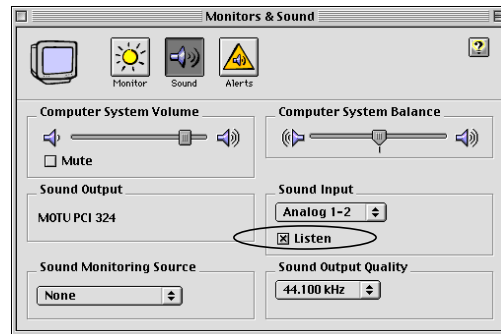 Monitors & Sound
Monitor Sound Alerts
?
Computer System Volume
Mute
Computer System Balance
Sound Output
MOTU PCI 324
Sound Input
Analog 1-2
Listen
Sound Monitoring Source
None
Sound Output Quality
44.100 kHz